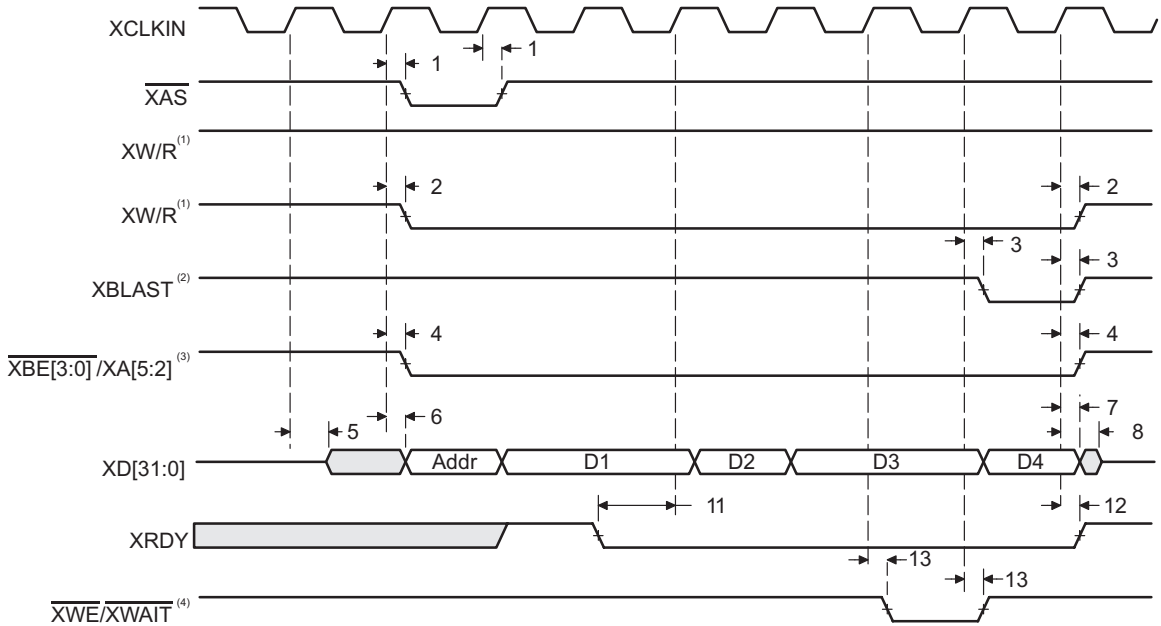 XCLKIN
1
1
XAS
XW/R(1)
2
2
XW/R(1)
3
3
XBLAST(2)
4
4
XBE[3:0]/XA[5:2](3)
6
7
5
8
XD[31:0]
Addr
D1
D2
D3
D4
11
12
XRDY
13
13
XWE/XWAIT(4)